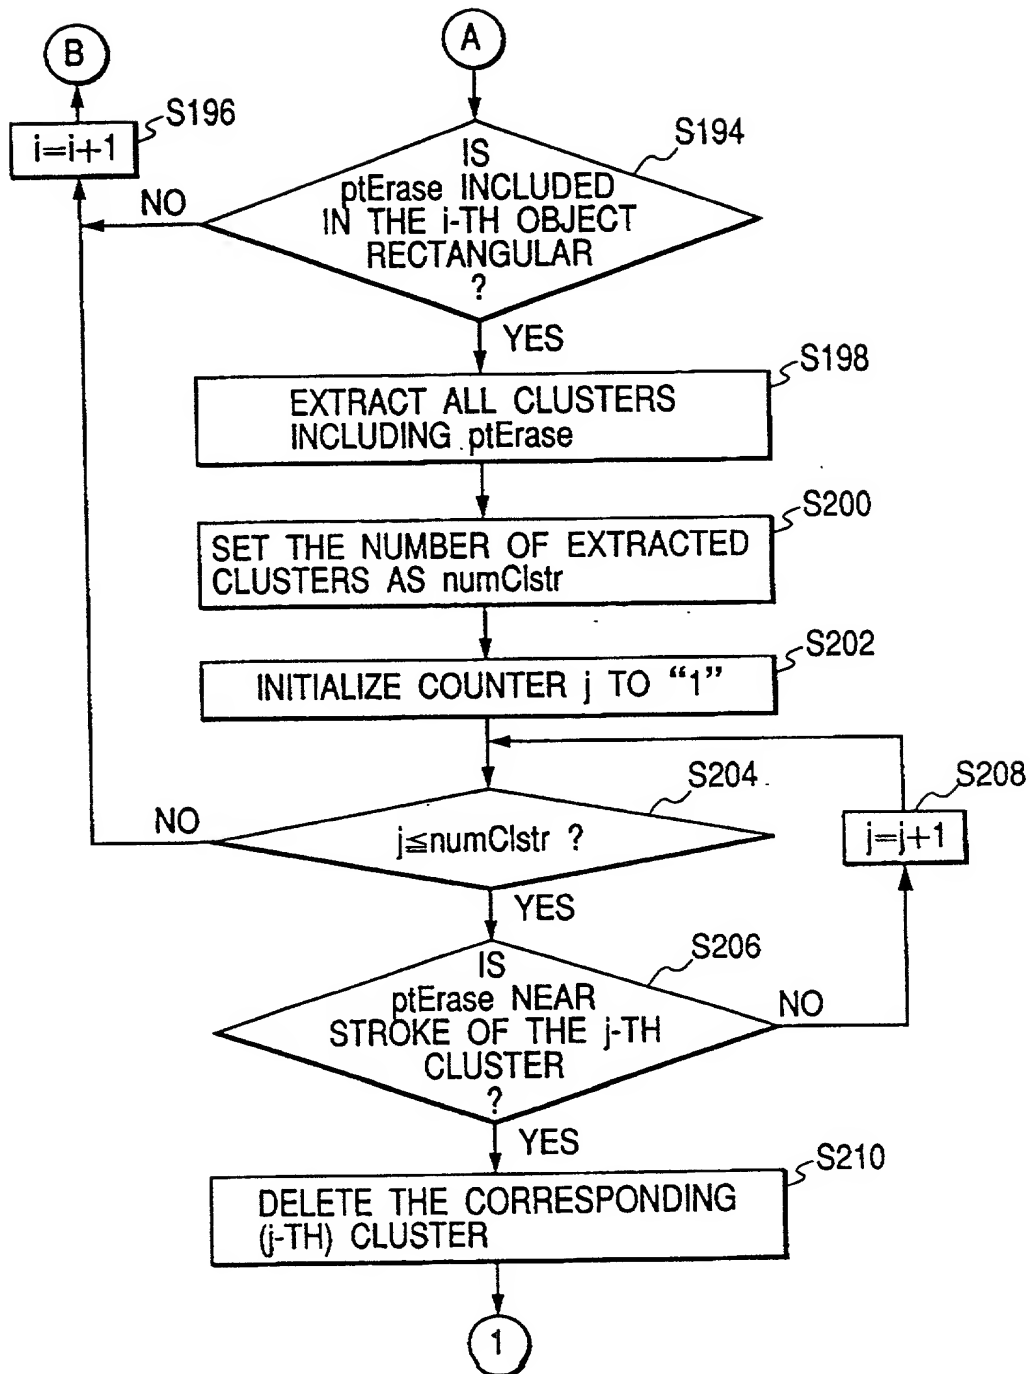 B
A
S196
i=i+1
S194
IS
ptErase INCLUDED
IN THE i-TH OBJECT
RECTANGULAR
?
NO
YES
S198
EXTRACT ALL CLUSTERS
INCLUDING ptErase
S200
SET THE NUMBER OF EXTRACTED
CLUSTERS AS numClstr
S202
INITIALIZE COUNTER j TO “1”
S204
S208
j≦numClstr ?
NO
j=j+1
YES
S206
IS
ptErase NEAR
STROKE OF THE j-TH
CLUSTER
?
NO
YES
S210
DELETE THE CORRESPONDING
(j-TH) CLUSTER
1